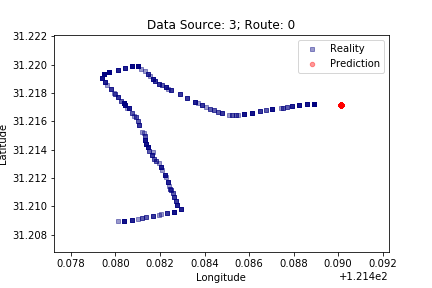 Data Source: 3; Route: 0
31.222
31.220
31.218
31.216
31.214
31.212
31.210
31.208
Latitude
Reality
Prediction
0.078 0.080 0.082 0.084 0.086 0.088 0.090 0.092
Longitude
+1.214e2